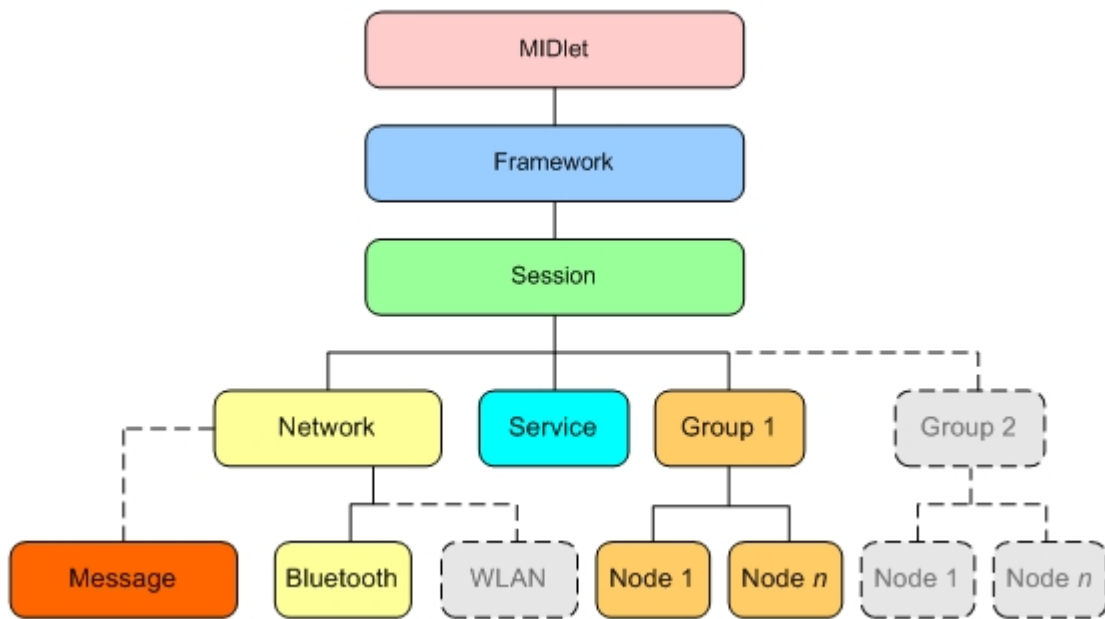 MIDlet
Framework
Session
Network
Service
Group 1
Group 2
Message
Bluetooth
WLAN
Node 1
Node n
Node 1
Node n